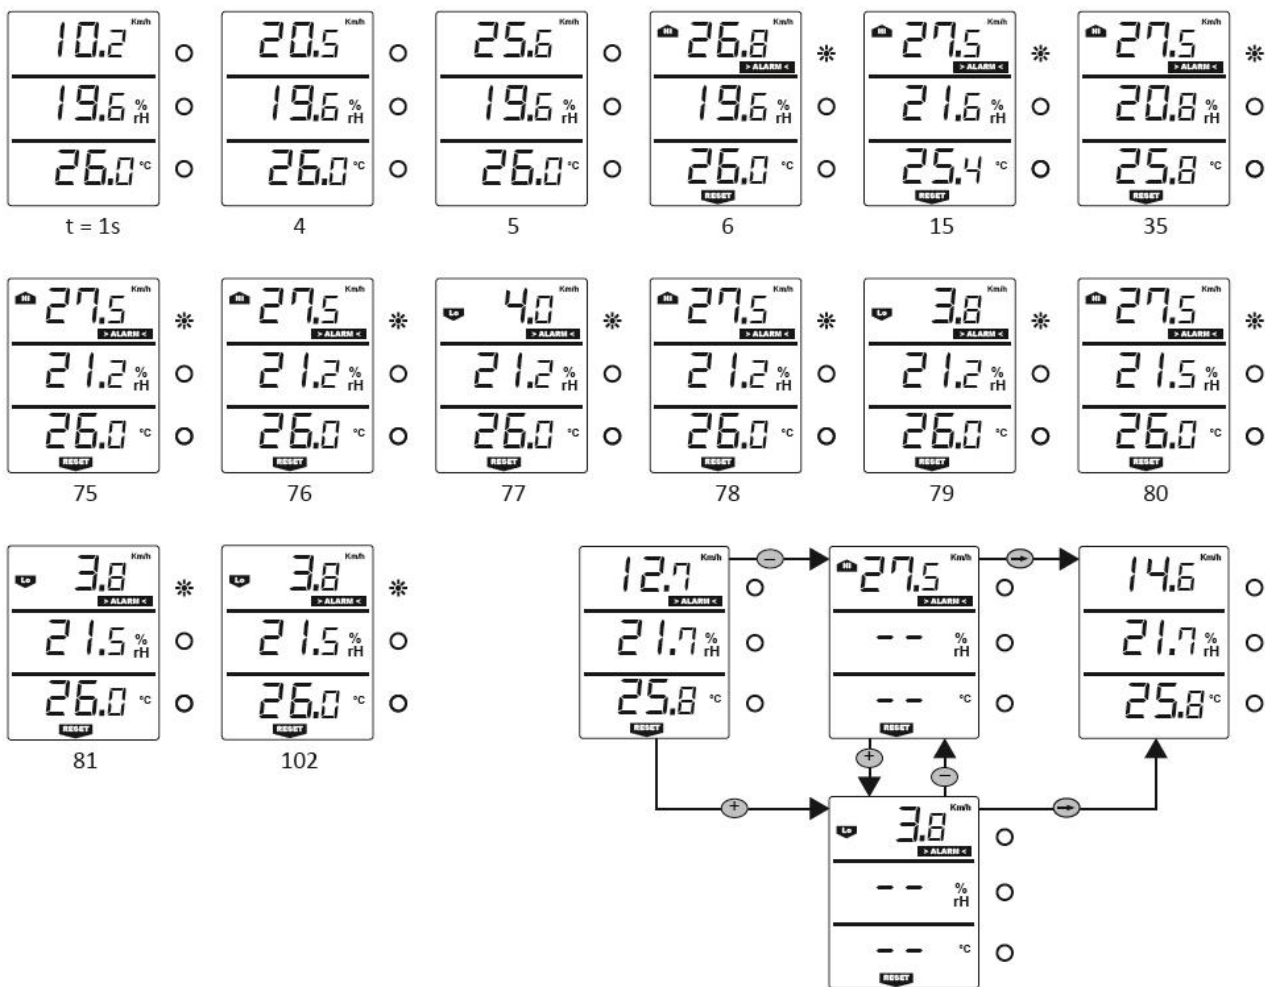 10.2 Km/h
19.6 % rH
26.0 °C
t = 1s
20.5 Km/h
19.6 % rH
26.0 °C
4
25.6 Km/h
19.6 % rH
26.0 °C
5
Hi 26.8 Km/h
> ALARM <
19.6 % rH
26.0 °C
RESET
6
Hi 27.5 Km/h
> ALARM <
21.6 % rH
25.4 °C
RESET
15
Hi 27.5 Km/h
> ALARM <
20.8 % rH
25.8 °C
RESET
35
Hi 27.5 Km/h
> ALARM <
21.2 % rH
26.0 °C
RESET
75
Hi 27.5 Km/h
> ALARM <
21.2 % rH
26.0 °C
RESET
76
Lo 4.0 Km/h
> ALARM <
21.2 % rH
26.0 °C
RESET
77
Hi 27.5 Km/h
> ALARM <
21.2 % rH
26.0 °C
RESET
78
Lo 3.8 Km/h
> ALARM <
21.2 % rH
26.0 °C
RESET
79
Hi 27.5 Km/h
> ALARM <
21.5 % rH
26.0 °C
RESET
80
Lo 3.8 Km/h
> ALARM <
21.5 % rH
26.0 °C
RESET
81
Lo 3.8 Km/h
> ALARM <
21.5 % rH
26.0 °C
RESET
102
12.7 Km/h
> ALARM <
21.7 % rH
25.8 °C
RESET
−
Hi 27.5 Km/h
> ALARM <
-- % rH
-- °C
RESET
→
14.6 Km/h
21.7 % rH
25.8 °C
+
+
−
→
Lo 3.8 Km/h
> ALARM <
-- % rH
-- °C
RESET